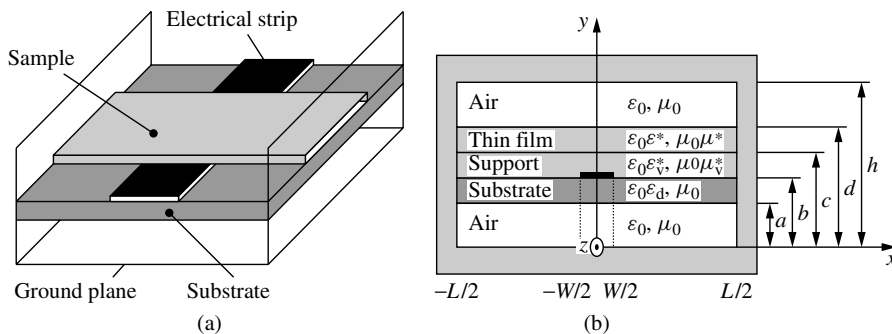 Electrical strip
Sample
Ground plane
Substrate
(a)
y
Air ε0, μ0
Thin film ε0ε*, μ0μ*
Support ε0ε*v, μ0μ*v
Substrate ε0εd, μ0
Air ε0, μ0
a
b
c
d
h
z
x
−L/2 −W/2 W/2 L/2
(b)